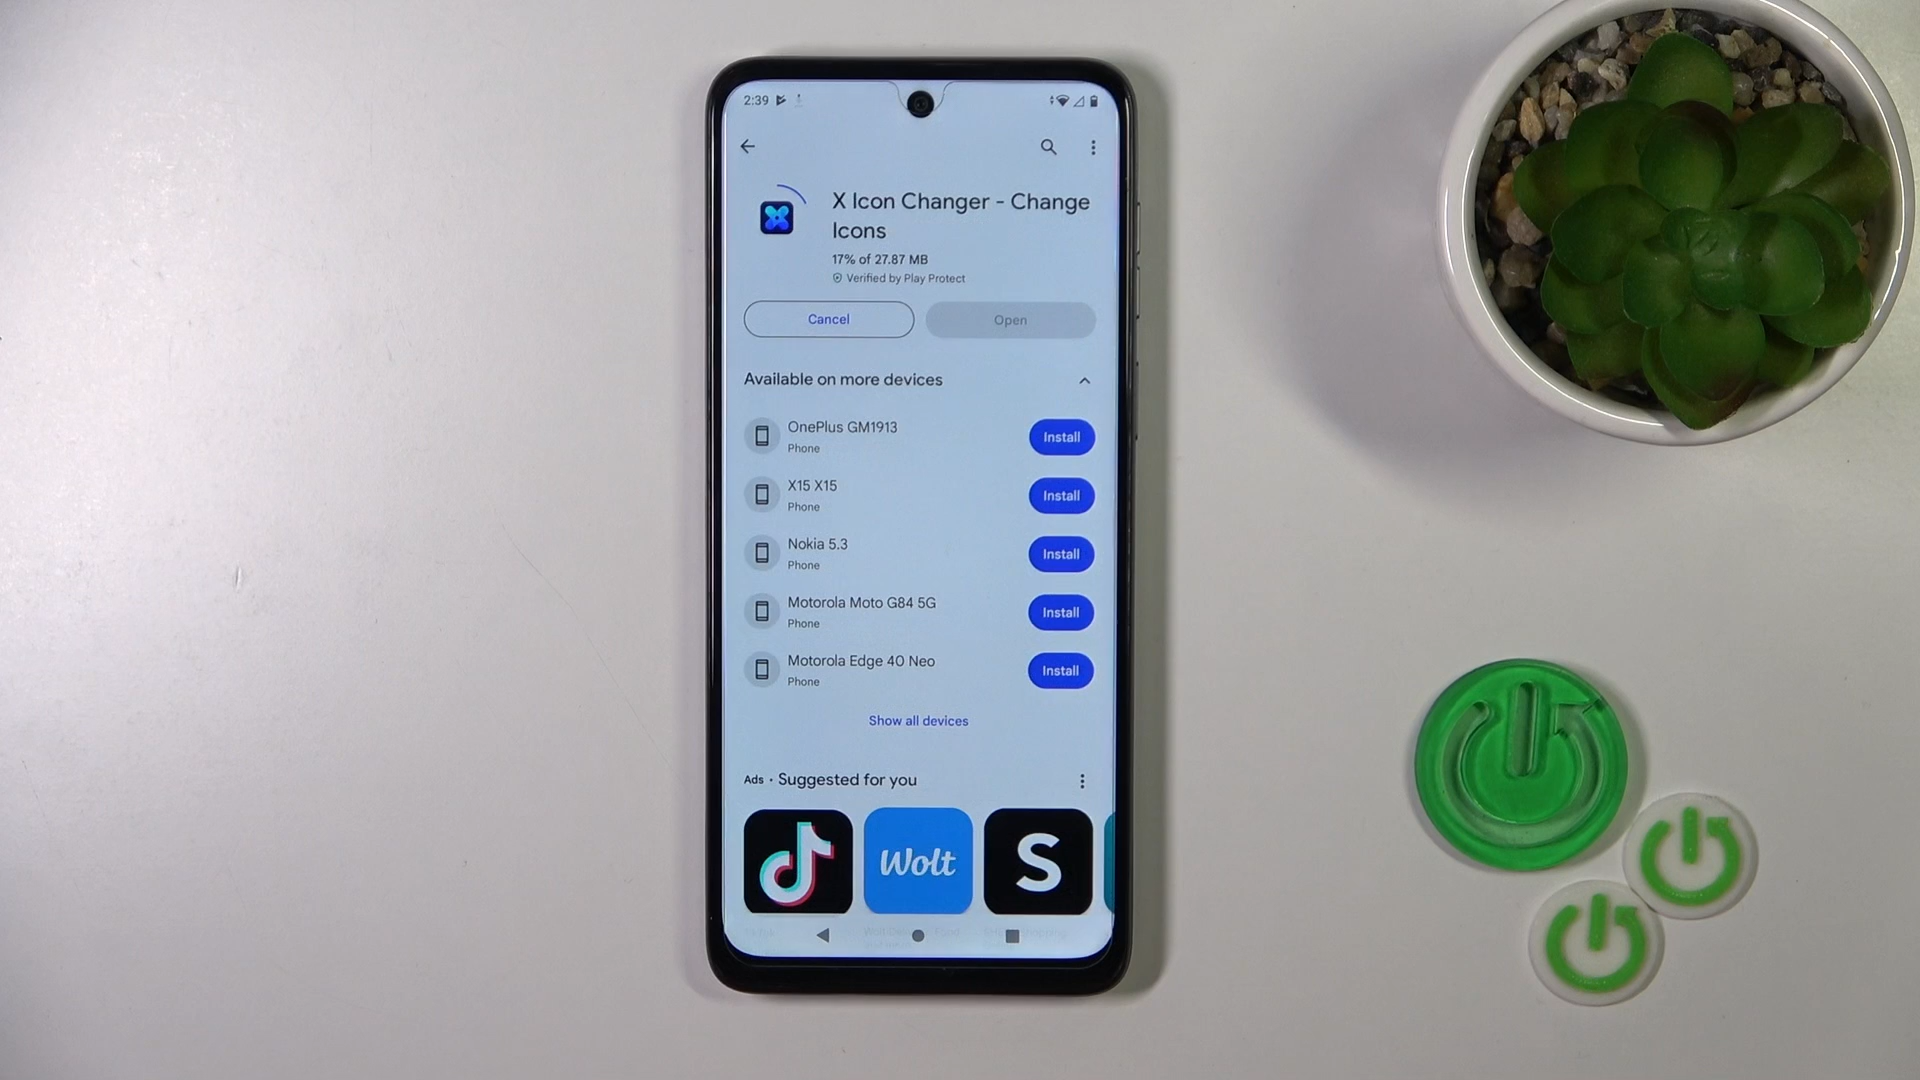 2:39
X Icon Changer - Change
Icons
17% of 27.87 MB
Verified by Play Protect
Cancel
Open
Available on more devices
OnePlus GM1913
Phone
Install
X15 X15
Phone
Install
Nokia 5.3
Phone
Install
Motorola Moto G84 5G
Phone
Install
Motorola Edge 40 Neo
Phone
Install
Show all devices
Ads • Suggested for you
Wolt
S